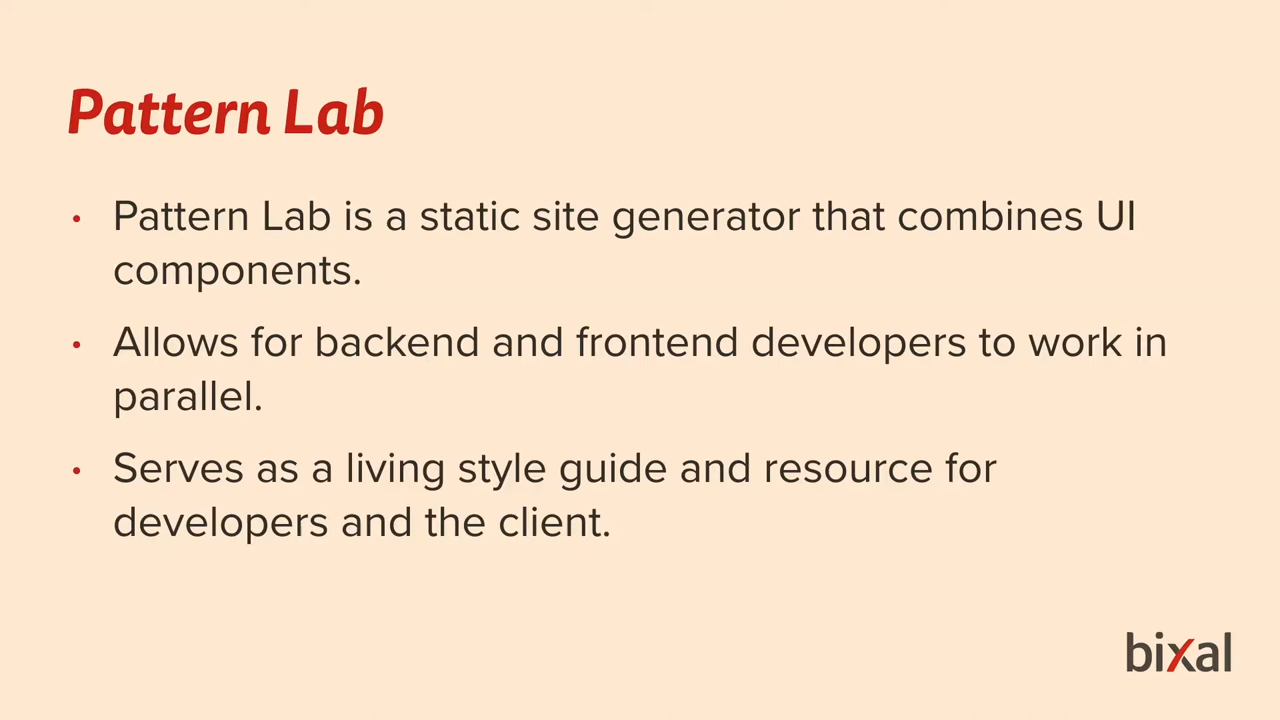 Pattern Lab
• Pattern Lab is a static site generator that combines UI
components.
• Allows for backend and frontend developers to work in
parallel.
• Serves as a living style guide and resource for
developers and the client.
bixal